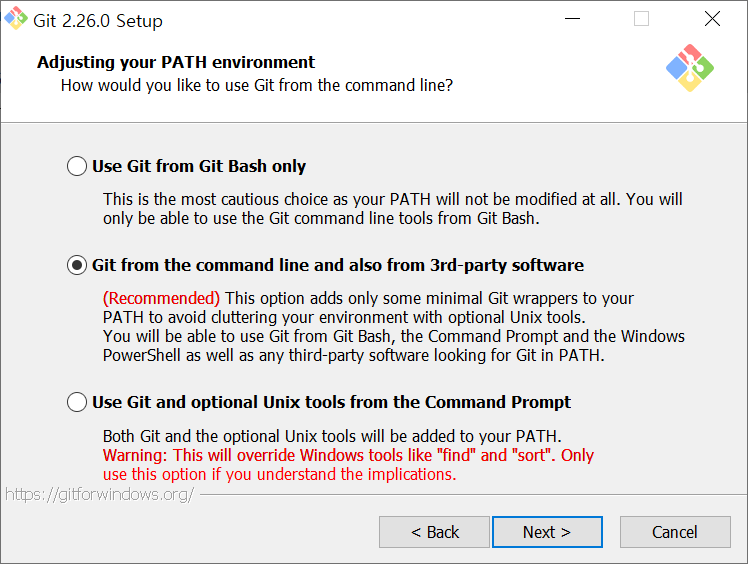 Git 2.26.0 Setup
Adjusting your PATH environment
How would you like to use Git from the command line?
Use Git from Git Bash only
This is the most cautious choice as your PATH will not be modified at all. You will
only be able to use the Git command line tools from Git Bash.
Git from the command line and also from 3rd-party software
(Recommended) This option adds only some minimal Git wrappers to your
PATH to avoid cluttering your environment with optional Unix tools.
You will be able to use Git from Git Bash, the Command Prompt and the Windows
PowerShell as well as any third-party software looking for Git in PATH.
Use Git and optional Unix tools from the Command Prompt
Both Git and the optional Unix tools will be added to your PATH.
Warning: This will override Windows tools like "find" and "sort". Only
use this option if you understand the implications.
https://gitforwindows.org/
< Back Next > Cancel